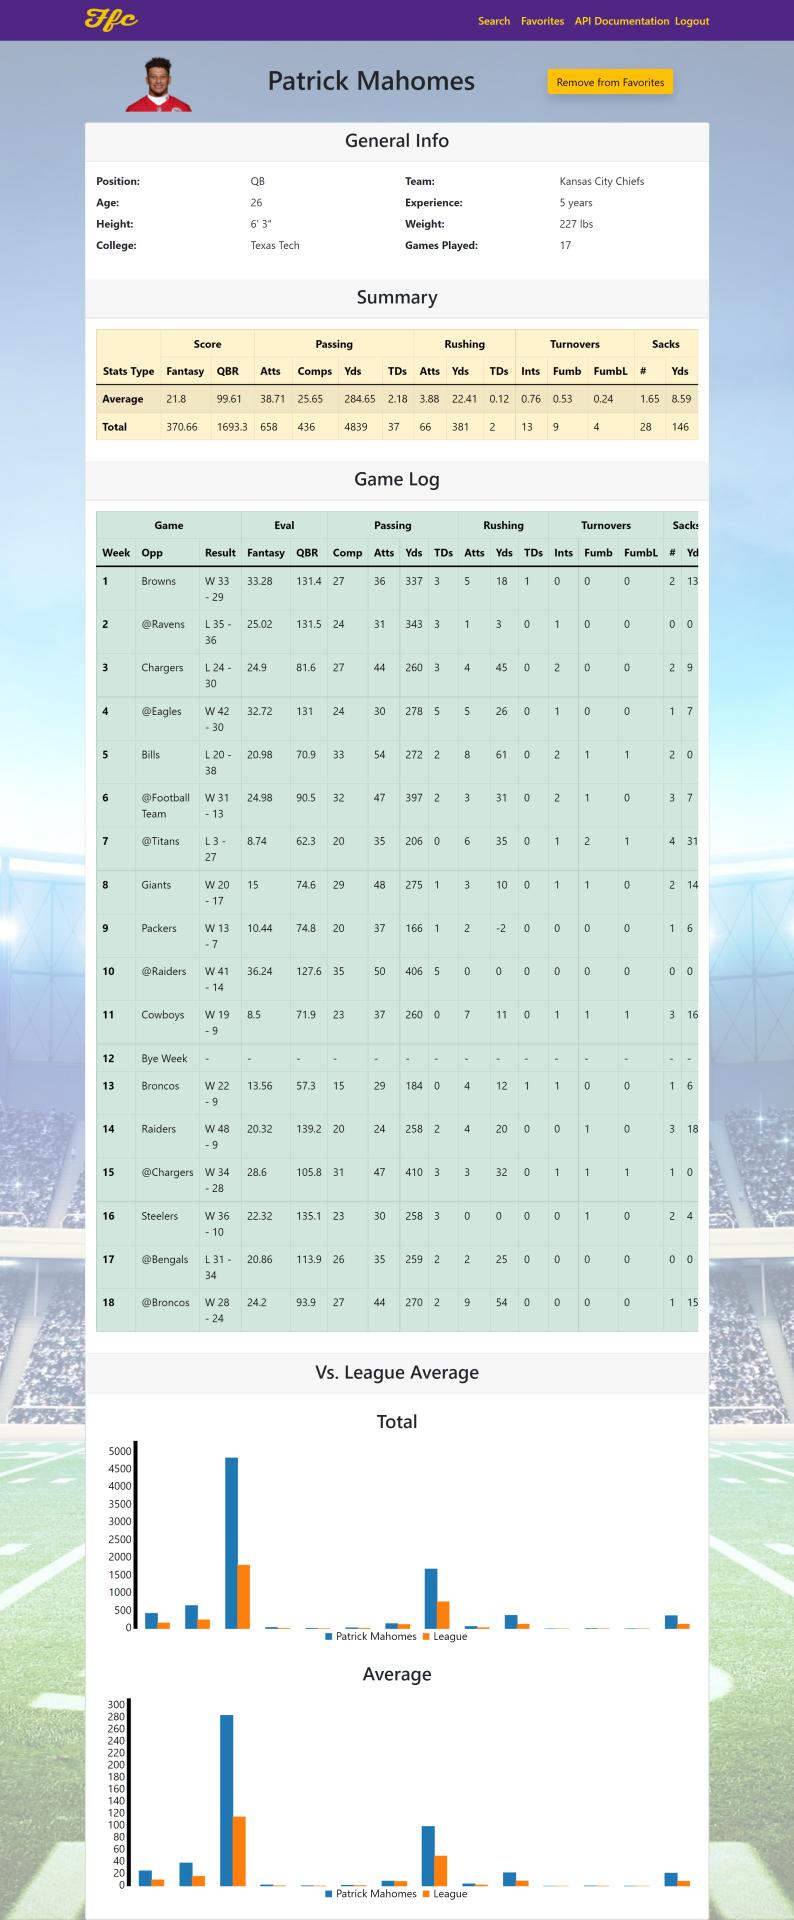 Ffc
Search Favorites API Documentation Logout
Patrick Mahomes
Remove from Favorites
General Info
Position: QB Team: Kansas City Chiefs
Age: 26 Experience: 5 years
Height: 6' 3" Weight: 227 lbs
College: Texas Tech Games Played: 17
Summary
Score Passing Rushing Turnovers Sacks
Stats Type Fantasy QBR Atts Comps Yds TDs Atts Yds TDs Ints Fumb FumbL # Yds
Average 21.8 99.61 38.71 25.65 284.65 2.18 3.88 22.41 0.12 0.76 0.53 0.24 1.65 8.59
Total 370.66 1693.3 658 436 4839 37 66 381 2 13 9 4 28 146
Game Log
Game Eval Passing Rushing Turnovers Sacks
Week Opp Result Fantasy QBR Comp Atts Yds TDs Atts Yds TDs Ints Fumb FumbL # Yd
1 Browns W 33 33.28 131.4 27 36 337 3 5 18 1 0 0 0 2 13
- 29
2 @Ravens L 35 - 25.02 131.5 24 31 343 3 1 3 0 1 0 0 0 0
36
3 Chargers L 24 - 24.9 81.6 27 44 260 3 4 45 0 2 0 0 2 9
30
4 @Eagles W 42 32.72 131 24 30 278 5 5 26 0 1 0 0 1 7
- 30
5 Bills L 20 - 20.98 70.9 33 54 272 2 8 61 0 2 1 1 2 0
38
6 @Football W 31 24.98 90.5 32 47 397 2 3 31 0 2 1 0 3 7
Team - 13
7 @Titans L 3 - 8.74 62.3 20 35 206 0 6 35 0 1 2 1 4 31
27
8 Giants W 20 15 74.6 29 48 275 1 3 10 0 1 1 0 2 14
- 17
9 Packers W 13 10.44 74.8 20 37 166 1 2 -2 0 0 0 0 1 6
- 7
10 @Raiders W 41 36.24 127.6 35 50 406 5 0 0 0 0 0 0 0 0
- 14
11 Cowboys W 19 8.5 71.9 23 37 260 0 7 11 0 1 1 1 3 16
- 9
12 Bye Week - - - - - - - - - - - - - - -
13 Broncos W 22 13.56 57.3 15 29 184 0 4 12 1 1 0 0 1 6
- 9
14 Raiders W 48 20.32 139.2 20 24 258 2 4 20 0 0 1 0 3 18
- 9
15 @Chargers W 34 28.6 105.8 31 47 410 3 3 32 0 1 1 1 1 0
- 28
16 Steelers W 36 22.32 135.1 23 30 258 3 0 0 0 0 1 0 2 4
- 10
17 @Bengals L 31 - 20.86 113.9 26 35 259 2 2 25 0 0 0 0 0 0
34
18 @Broncos W 28 24.2 93.9 27 44 270 2 9 54 0 0 0 0 1 15
- 24
Vs. League Average
Total
5000
4500
4000
3500
3000
2500
2000
1500
1000
500
0
Patrick Mahomes League
Average
300
280
260
240
220
200
180
160
140
120
100
80
60
40
20
0
Patrick Mahomes League